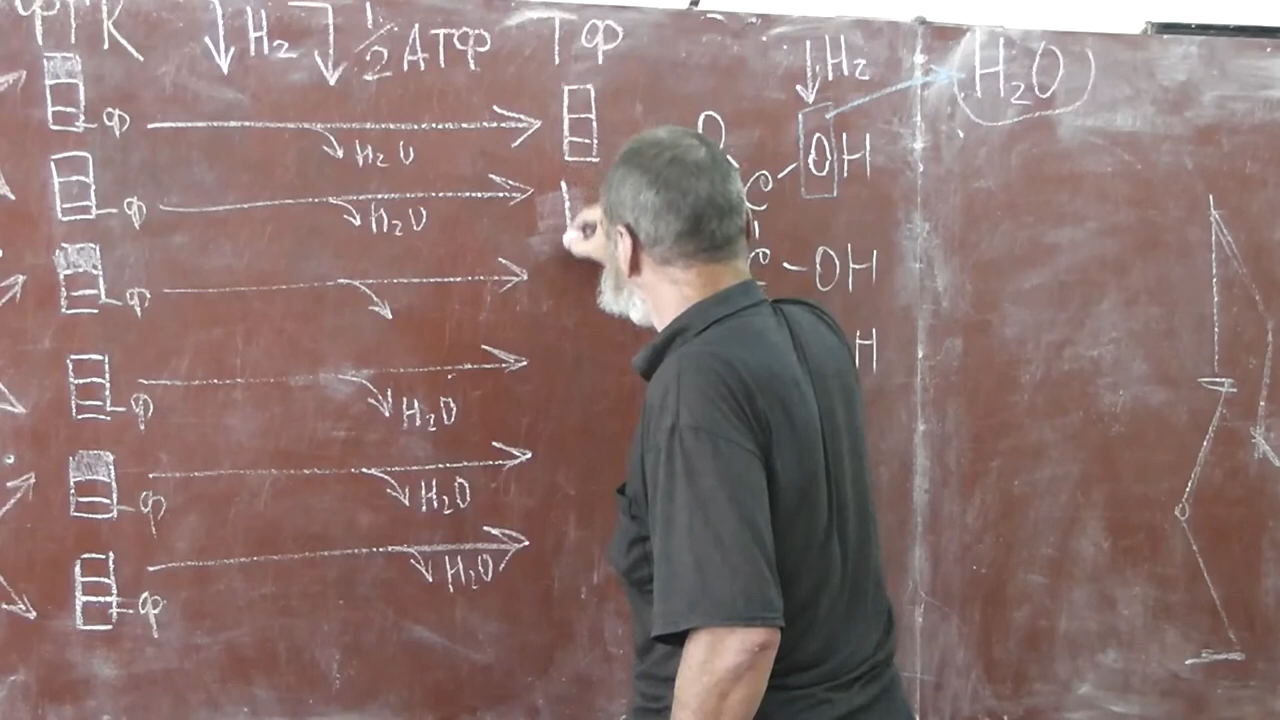 ФГК ↓H₂ ↓½ АТФ ТФ ↓H₂ H₂O
Ф H₂O
O
C - OH
Ф H₂O
C - OH
Ф
H
Ф H₂O
Ф H₂O
Ф H₂O